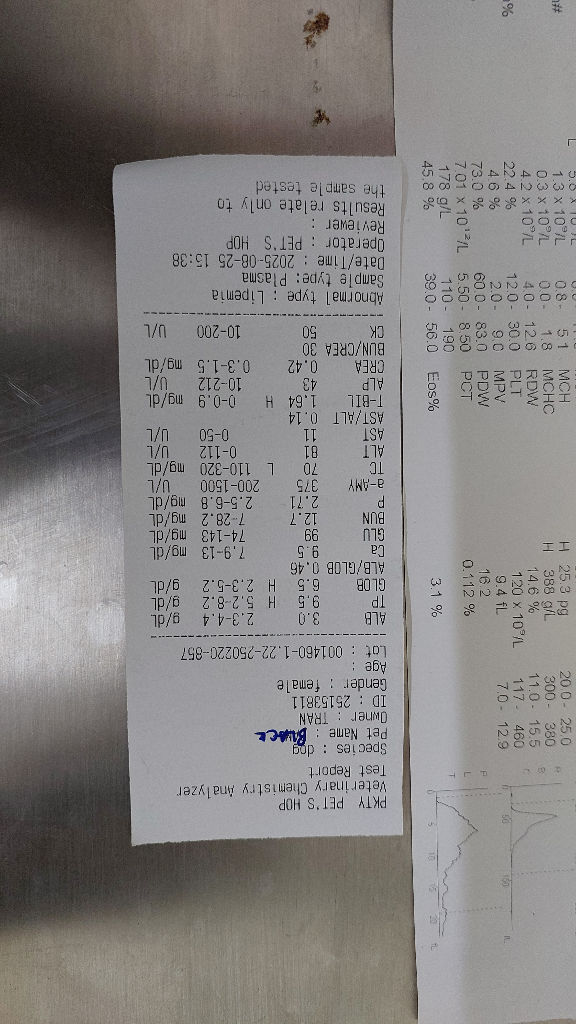 PKTY PET'S HOP
Veterinary Chemistry Analyzer
Test Report
Species : dog
Pet Name : BLACK
Owner : TRAN
ID : 25153811
Gender : female
Age :
Lot : 001460-1.22-250220-857
ALB 3.0 2.3-4.4 g/dL
TP 9.5 H 5.2-8.2 g/dL
GLOB 6.5 H 2.3-5.2 g/dL
ALB/GLOB 0.46
Ca 9.5 7.9-13 mg/dL
GLU 99 74-143 mg/dL
BUN 12.7 7-28.2 mg/dL
P 2.71 2.5-6.8 mg/dL
a-AMY 375 200-1500 U/L
TC 70 L 110-320 mg/dL
ALT 81 0-112 U/L
AST 11 0-50 U/L
AST/ALT 0.14
T-BIL 1.64 H 0-0.9 mg/dL
ALP 43 10-212 U/L
CREA 0.42 0.3-1.5 mg/dL
BUN/CREA 30
CK 50 10-200 U/L
Abnormal type: Lipemia
Sample type: Plasma
Date/Time : 2025-08-25 13:38
Operator : PET'S HOP
Reviewer :
Results relate only to
the sample tested
1.3 x 10⁹/L 0.8 - 5.1 MCH H 25.3 pg 20.0 - 25.0
0.3 x 10⁹/L 0.0 - 1.8 MCHC H 388 g/L 300 - 380
4.2 x 10⁹/L 4.0 - 12.6 RDW 14.6 % 11.0 - 15.5
22.4 % 12.0 - 30.0 PLT 120 x 10⁹/L 117 - 460
4.6 % 2.0 - 9.0 MPV 9.4 fL 7.0 - 12.9
73.0 % 60.0 - 83.0 PDW 16.2
7.01 x 10¹²/L 5.50 - 8.50 PCT 0.112 %
178 g/L 110 - 190
45.8 % 39.0 - 56.0 Eos% 3.1 %